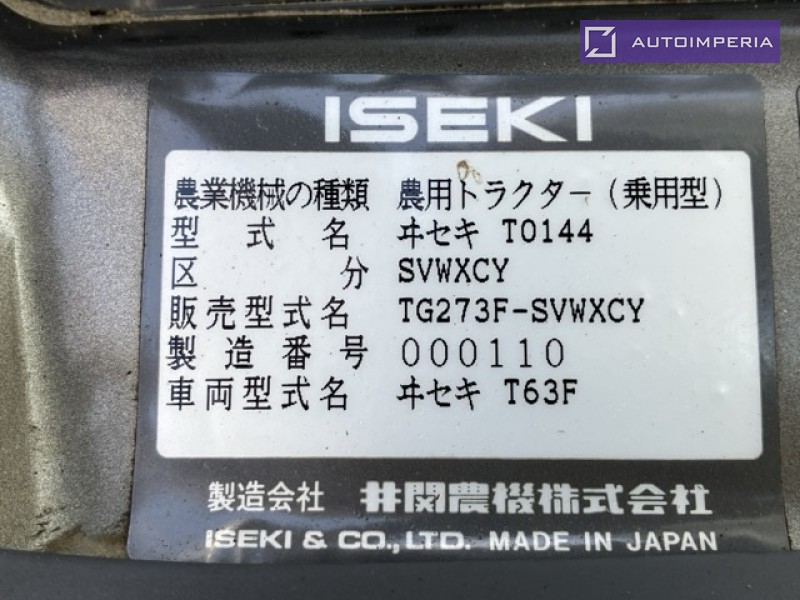 AUTOIMPERIA
ISEKI
農業機械の種類 農用トラクター(乗用型)
型式名 ヰセキ T0144
区分 SVWXCY
販売型式名 TG273F-SVWXCY
製造番号 000110
車両型式名 ヰセキ T63F
製造会社 井関農機株式会社
ISEKI & CO.,LTD. MADE IN JAPAN